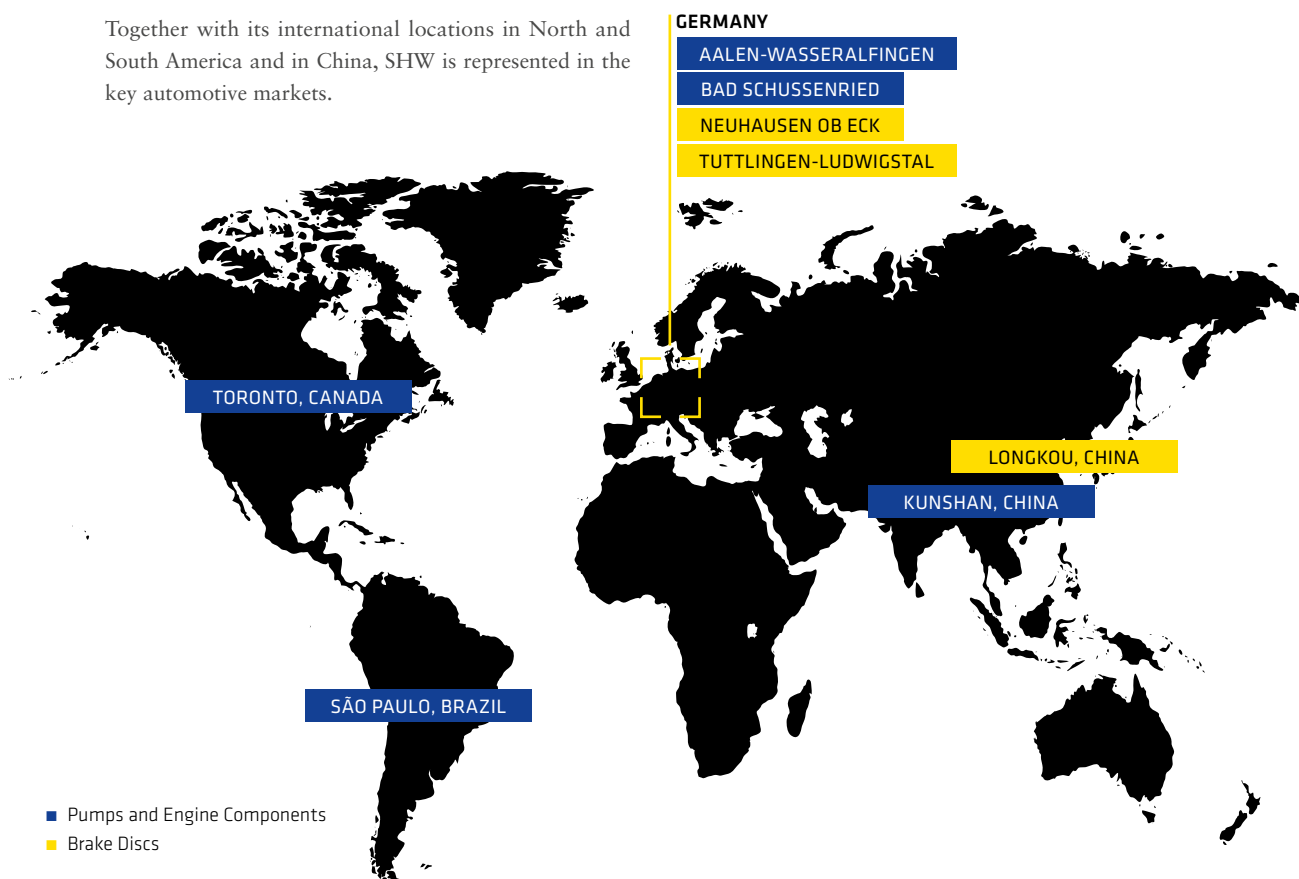 Together with its international locations in North and
South America and in China, SHW is represented in the
key automotive markets.
GERMANY
AALEN-WASSERALFINGEN
BAD SCHUSSENRIED
NEUHAUSEN OB ECK
TUTTLINGEN-LUDWIGSTAL
TORONTO, CANADA
LONGKOU, CHINA
KUNSHAN, CHINA
SÃO PAULO, BRAZIL
Pumps and Engine Components
Brake Discs